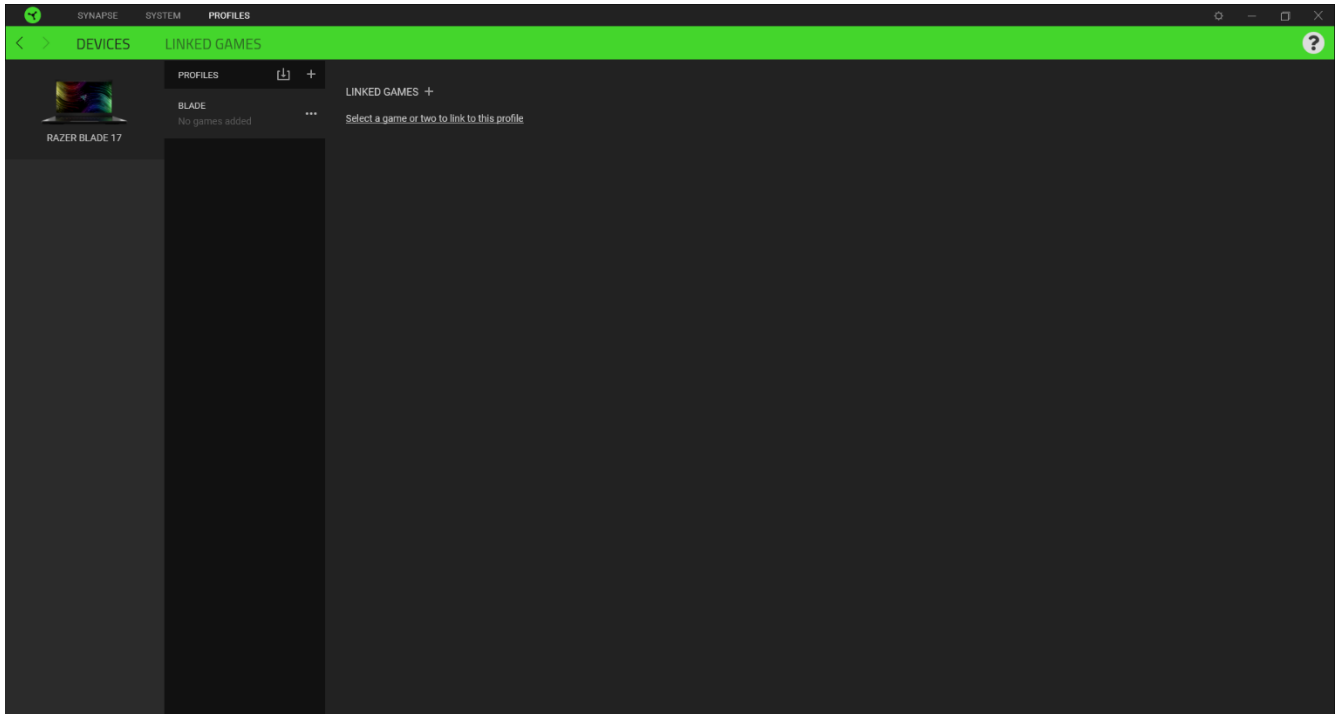 SYNAPSE SYSTEM PROFILES
DEVICES LINKED GAMES ?
RAZER BLADE 17
PROFILES
BLADE
No games added
LINKED GAMES
Select a game or two to link to this profile